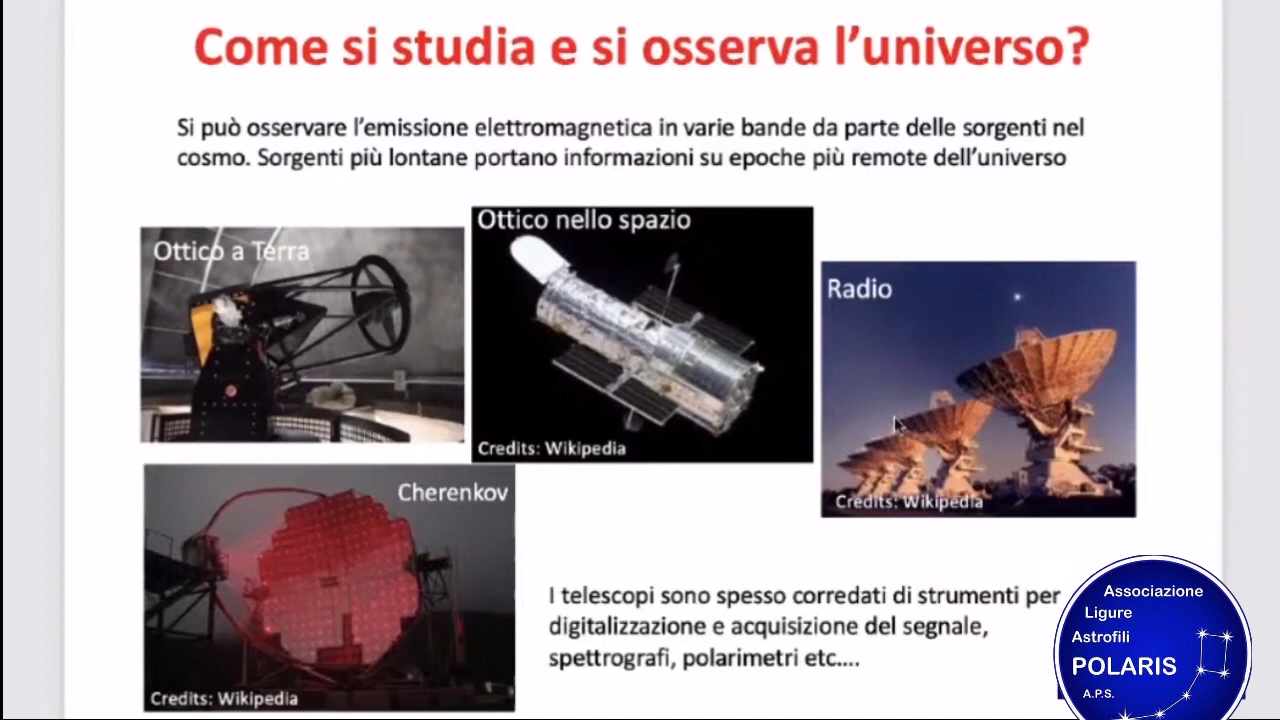 Come si studia e si osserva l'universo?
Si può osservare l'emissione elettromagnetica in varie bande da parte delle sorgenti nel
cosmo. Sorgenti più lontane portano informazioni su epoche più remote dell'universo
Ottico a Terra
Ottico nello spazio
Credits: Wikipedia
Radio
Credits: Wikipedia
Cherenkov
Credits: Wikipedia
I telescopi sono spesso corredati di strumenti per
digitalizzazione e acquisizione del segnale,
spettrografi, polarimetri etc....
Associazione
Ligure
Astrofili
POLARIS
A.P.S.